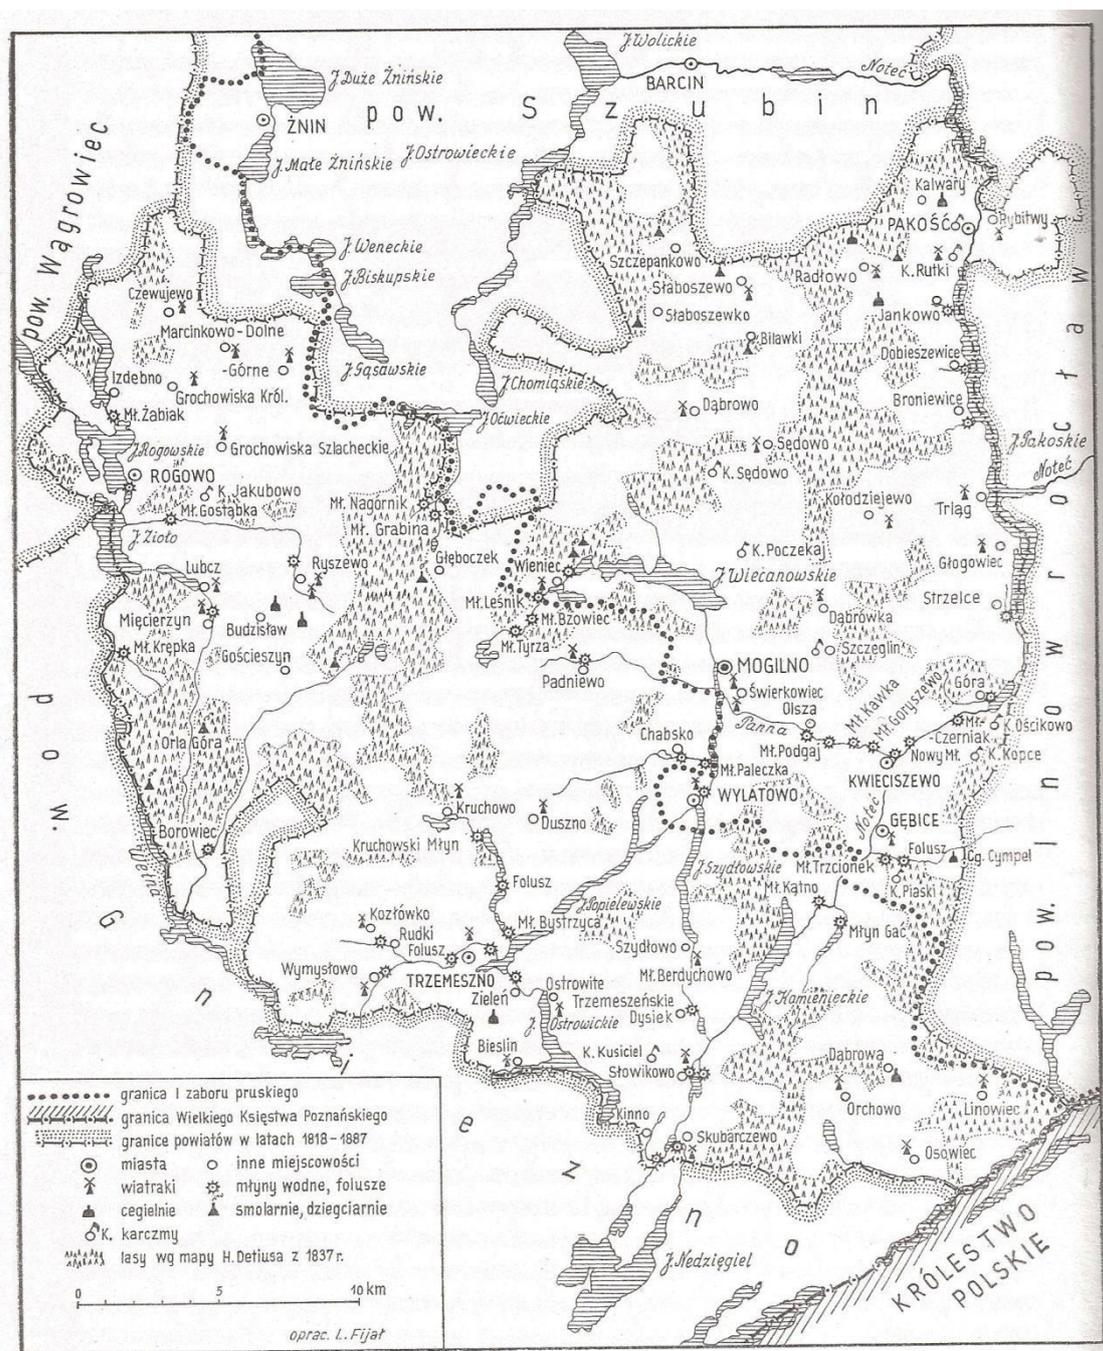 J.Wolickie
Noteć
BARCIN
J.Duże Żnińskie
pow. Szubin
ŻNIN
J.Małe Żnińskie
J.Ostrowieckie
pow. Wągrowiec
Kalwary
Rybitwy
PAKOŚĆ
J.Weneckie
Szczepankowo
Radłowo
K.Rutki
J.Biskupskie
Słaboszewo
Czewujewo
Słaboszewko
Jankowo
Marcinkowo-Dolne
Bilawki
-Górne
Dobieszewice
J.Gąsawskie
J.Chomiąskie
Izdebno
Grochowiska Król.
Broniewice
Mł.Żabiak
J.Oćwieckie
Dąbrowo
J.Pakoskie
J.Rogowskie
Grochowiska Szlacheckie
Sędowo
Noteć
ROGOWO
K.Sędowo
K.Jakubowo
Mł.Nagórnik
Kołodziejewo
Trląg
Mł.Gostąbka
Mł. Grabina
J.Zioło
K.Poczeka
Głogowiec
Lubcz
Ryszewo
Głęboczek
Wieniec
J.Wiecanowskie
Mł.Leśnik
Strzelce
Mięcierzyn
Budzisław
Mł.Bzowiec
Dąbrówka
Mł.Krępka
Gościeszyn
Mł.Tyrza
Szczeglin
MOGILNO
Padniewo
Góra
Świerkowiec
Mł.Kawka
Mł.Goryszewo
Olsza
Panna
Mł.-Czerniak
K.Ościkowo
Orla Góra
Chabsko
Mł.Podgaj
Nowy Mł.
K.Kopce
Mł.Paleczka
KWIECISZEWO
WYLATOWO
Kruchowo
Duszno
Noteć
GĘBICE
Borowiec
Kruchowski Młyn
Folusz
J.Szydłowskie
Mł.Trzcionek
Cg.Cympel
Folusz
Mł.Kątno
K.Piaski
J.Popielewskie
Kozłówko
Mł.Bystrzyca
Młyn Gać
Rudki
Folusz
Szydłowo
Wymysłowo
TRZEMESZNO
Mł.Berdychowo
Zieleń
Ostrowite
Trzemeszeńskie
J.Kamienieckie
Dysiek
J.Ostrowickie
Bieslin
K.Kusiciel
Dąbrowa
Słowikowo
Orchowo
Linowiec
Kinno
Skubarczewo
Osowiec
J.Nedzięgiel
woj. Gniezno
pow. Inowrocław
KRÓLESTWO
POLSKIE
granica I zaboru pruskiego
granica Wielkiego Księstwa Poznańskiego
granice powiatów w latach 1818-1887
miasta
inne miejscowości
wiatraki
młyny wodne, folusze
cegielnie
smolarnie, dziegciarnie
K. karczmy
lasy wg mapy H.Detiusa z 1837r.
0 5 10 km
oprac. L.Fijał